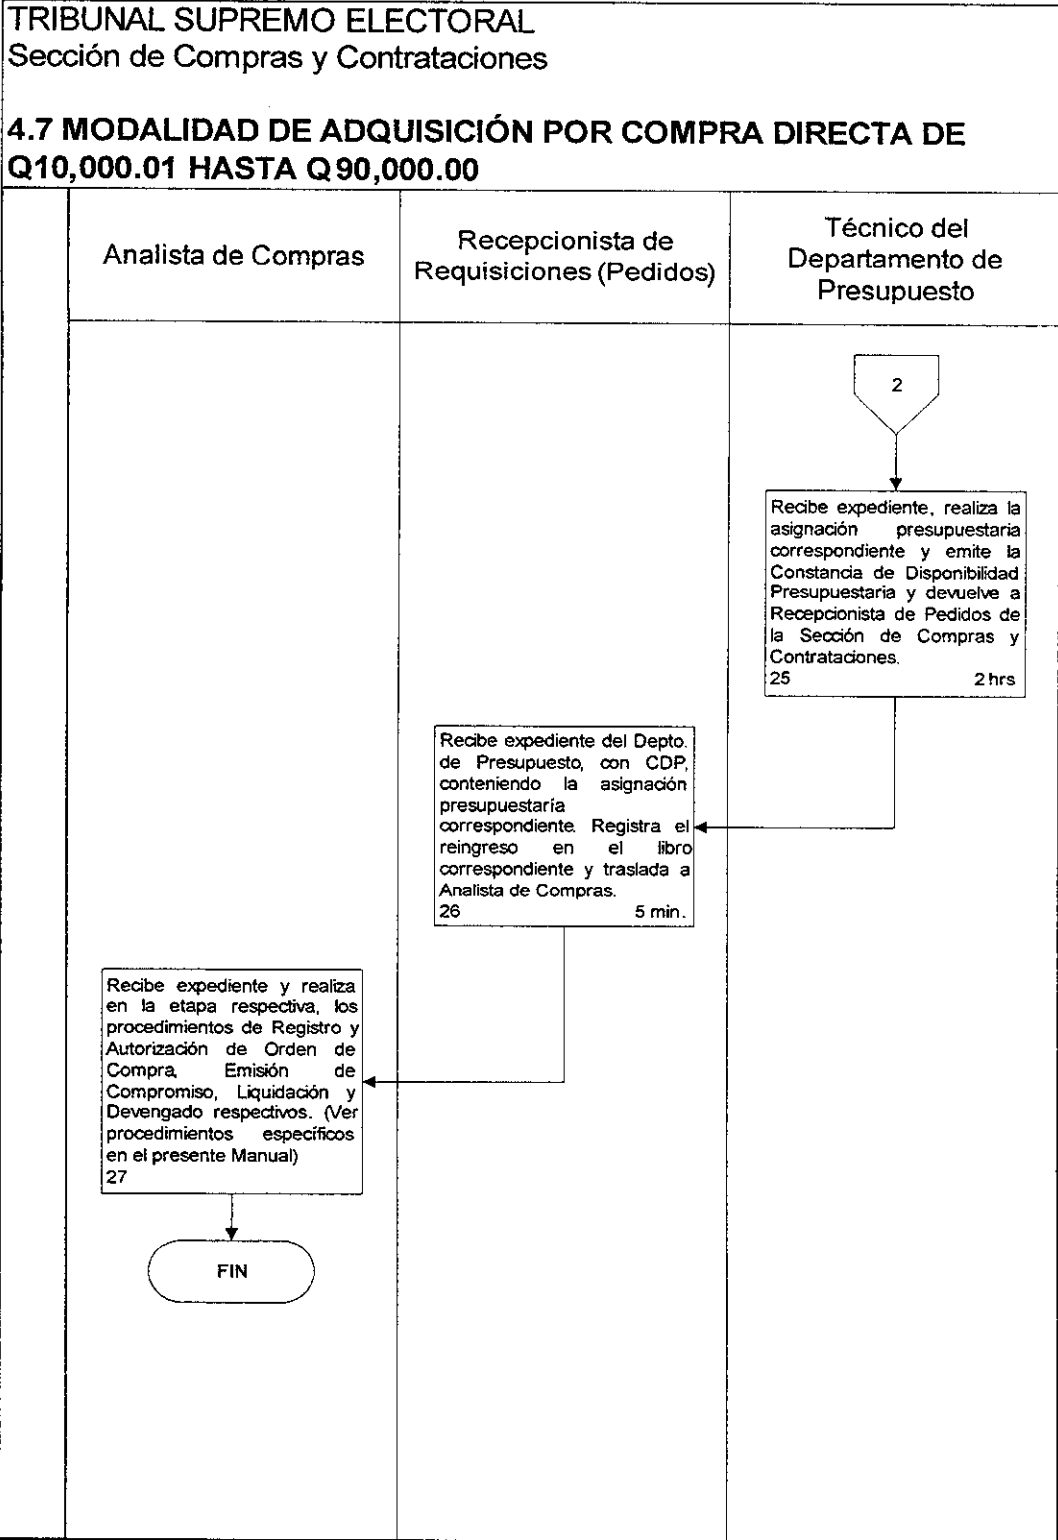 TRIBUNAL SUPREMO ELECTORAL
Sección de Compras y Contrataciones
4.7 MODALIDAD DE ADQUISICIÓN POR COMPRA DIRECTA DE
Q10,000.01 HASTA Q90,000.00
Analista de Compras
Recepcionista de
Requisiciones (Pedidos)
Técnico del
Departamento de
Presupuesto
2
Recibe expediente, realiza la
asignación presupuestaria
correspondiente y emite la
Constancia de Disponibilidad
Presupuestaria y devuelve a
Recepcionista de Pedidos de
la Sección de Compras y
Contrataciones.
25 2 hrs
Recibe expediente del Depto.
de Presupuesto, con CDP,
conteniendo la asignación
presupuestaria
correspondiente. Registra el
reingreso en el libro
correspondiente y traslada a
Analista de Compras.
26 5 min.
Recibe expediente y realiza
en la etapa respectiva, los
procedimientos de Registro y
Autorización de Orden de
Compra, Emisión de
Compromiso, Liquidación y
Devengado respectivos. (Ver
procedimientos específicos
en el presente Manual)
27
FIN